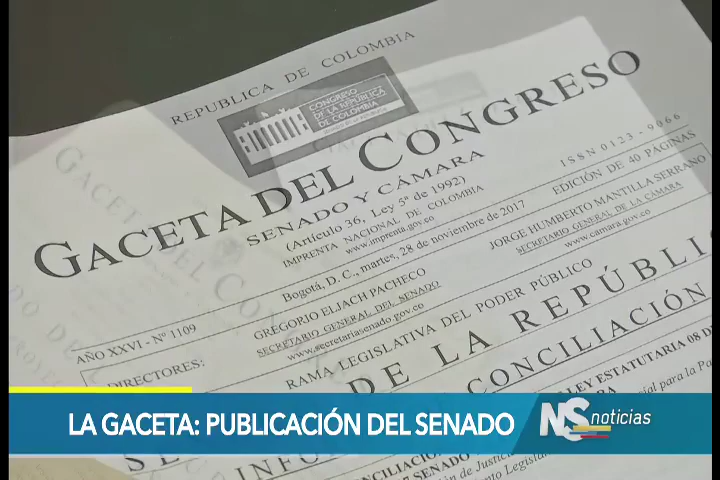 REPUBLICA DE COLOMBIA
CONGRESO
DE LA REPÚBLICA
DE COLOMBIA
GACETA DEL CONGRESO
SENADO Y CÁMARA
(Artículo 36, Ley 5ª de 1992)
IMPRENTA NACIONAL DE COLOMBIA
www.imprenta.gov.co
ISSN 0123 - 9066
AÑO XXVI - Nº 1109
Bogotá, D. C., martes, 28 de noviembre de 2017
EDICIÓN DE 40 PÁGINAS
DIRECTORES:
GREGORIO ELJACH PACHECO
SECRETARIO GENERAL DEL SENADO
www.secretariasenado.gov.co
JORGE HUMBERTO MANTILLA SERRANO
SECRETARIO GENERAL DE LA CÁMARA
www.camara.gov.co
RAMA LEGISLATIVA DEL PODER PÚBLICO
DE LA REPÚBLI
CONCILIACIÓN
LEY ESTATUTARIA 08 D
LA GACETA: PUBLICACIÓN DEL SENADO
NS noticias